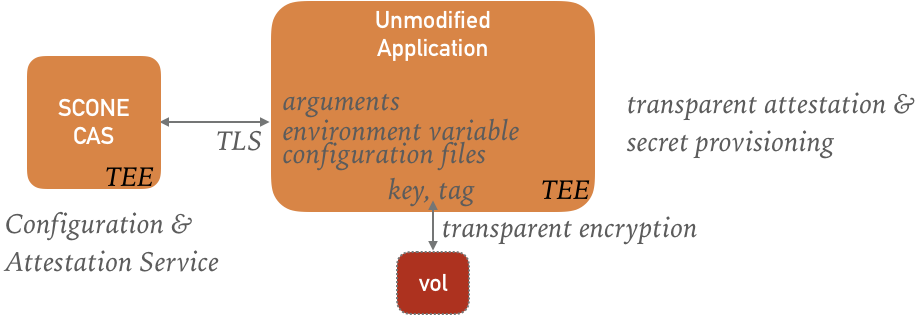 Unmodified
Application
SCONE
CAS
TEE
TLS
arguments
environment variable
configuration files
key, tag
TEE
transparent attestation &
secret provisioning
Configuration &
Attestation Service
transparent encryption
vol